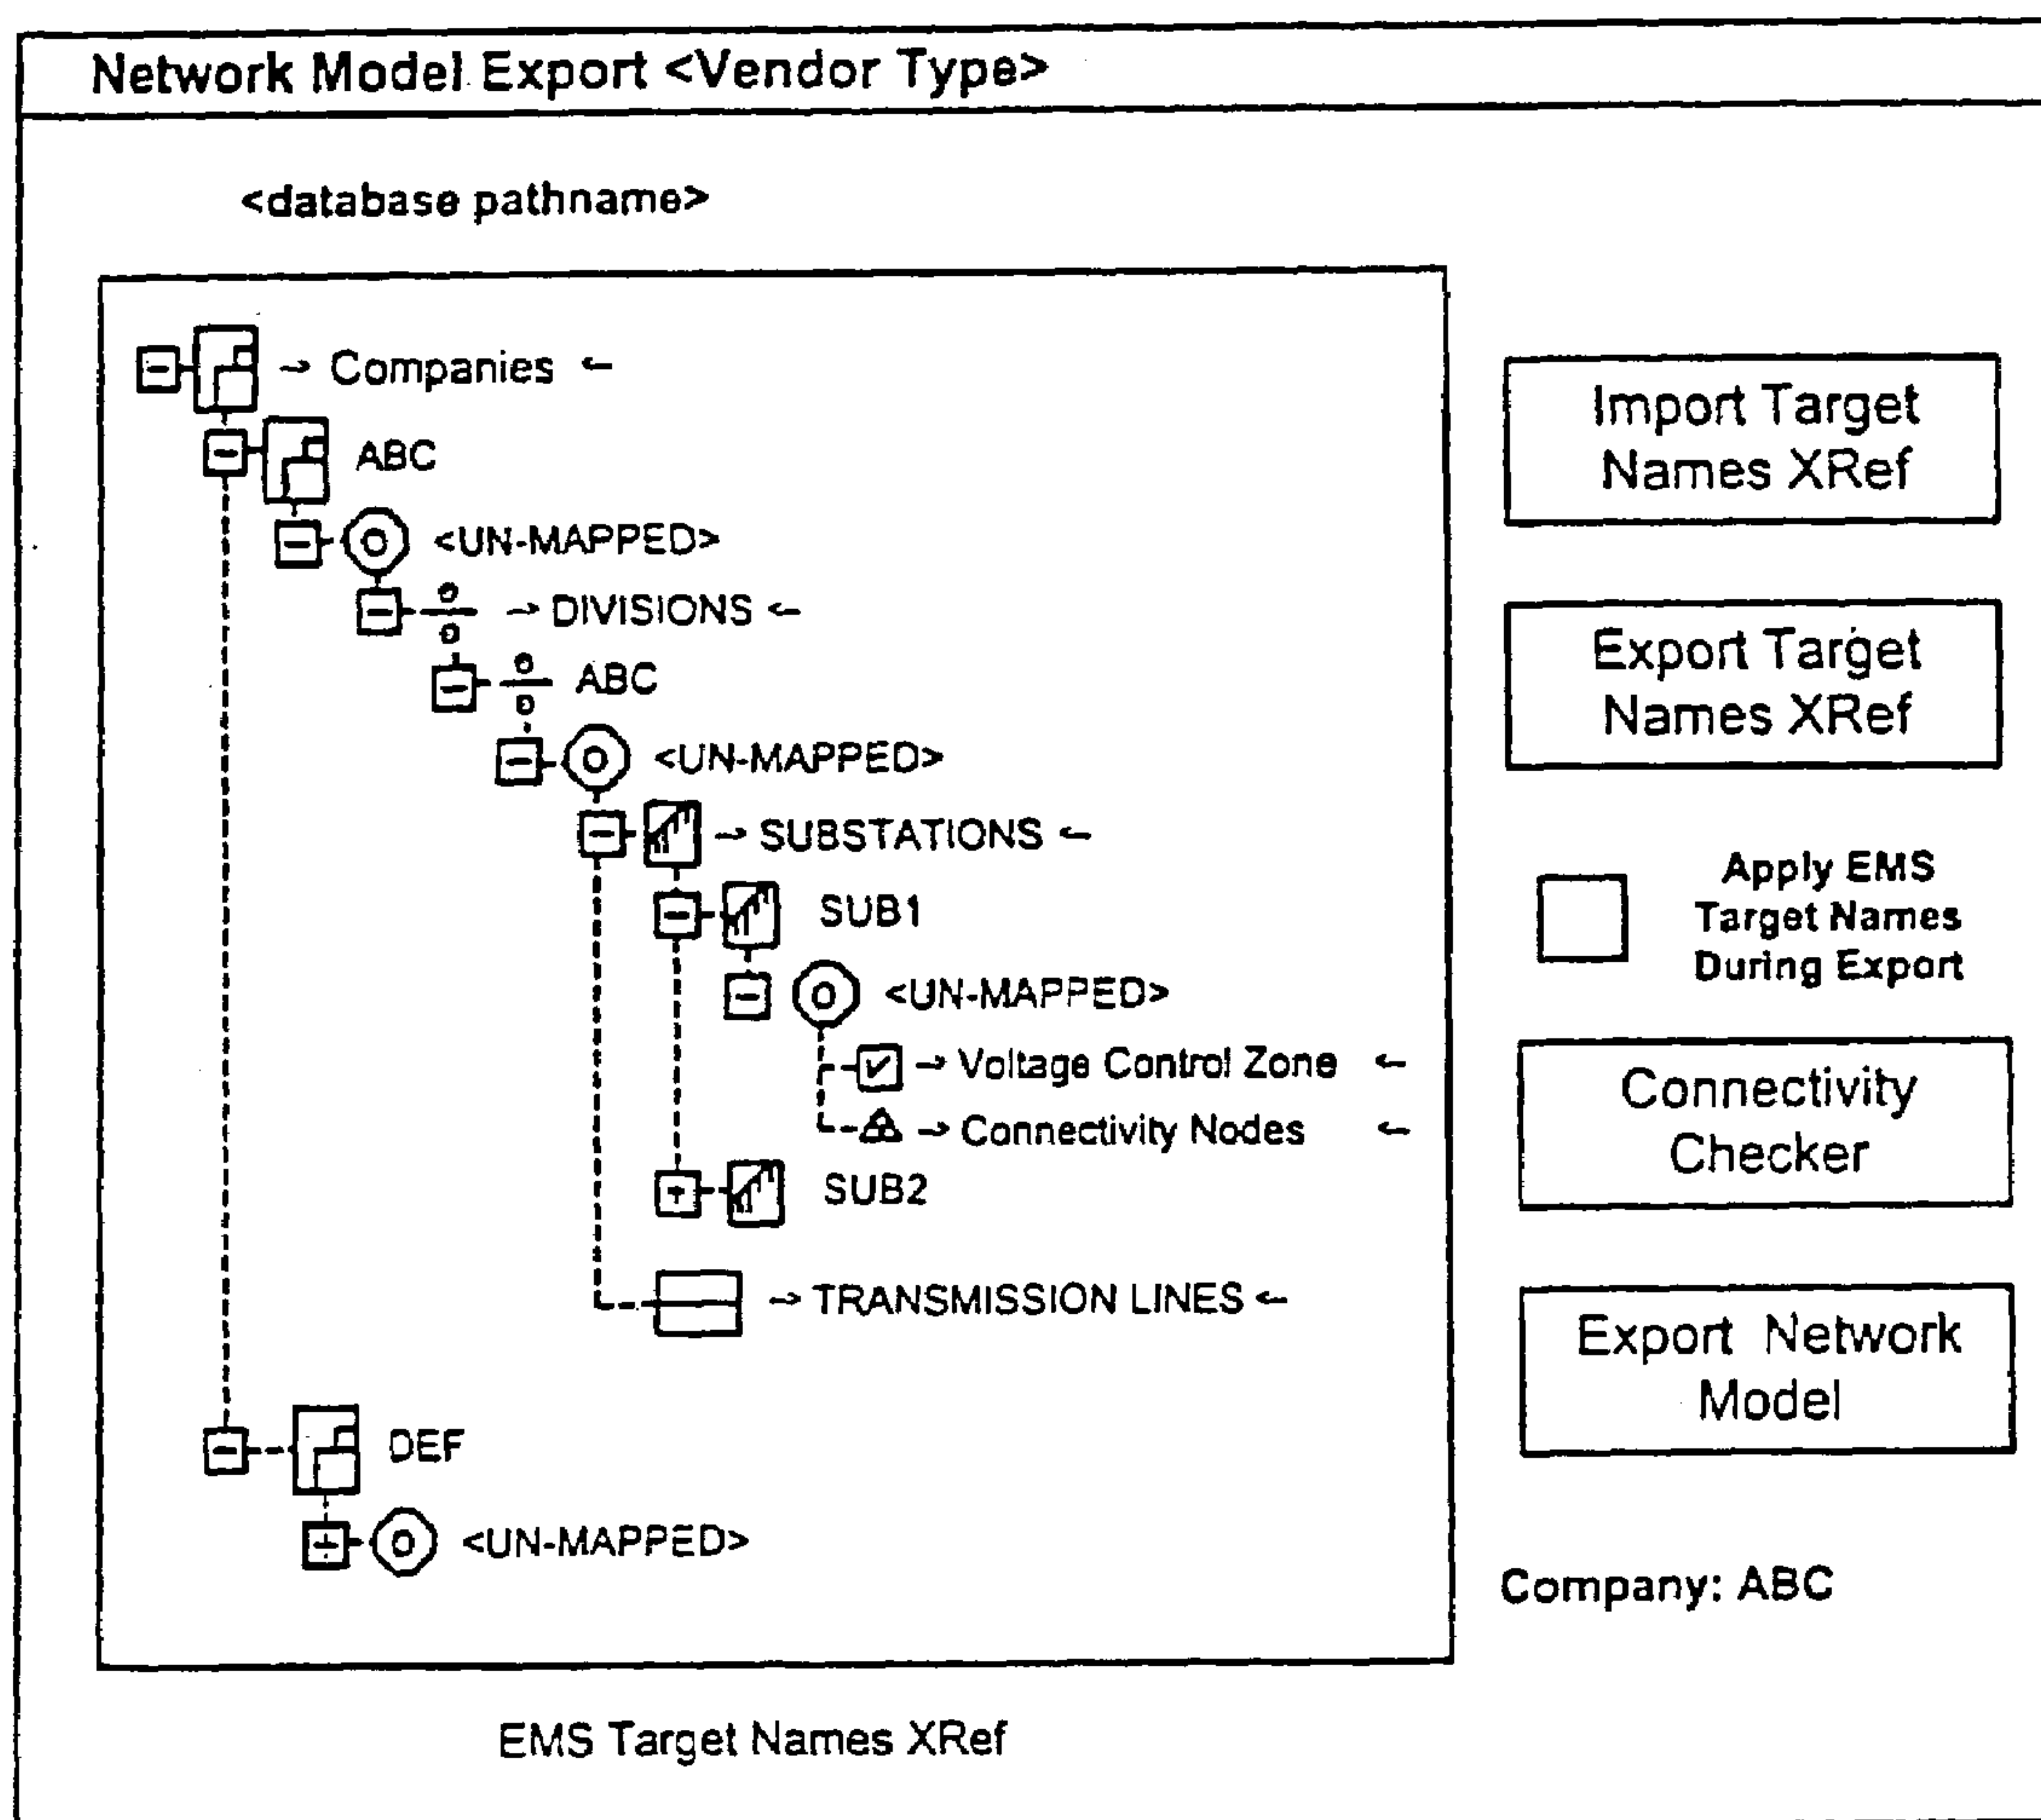 Network Model Export <Vendor Type>
<database pathname>
→ Companies ←
ABC
<UN-MAPPED>
→ DIVISIONS ←
ABC
<UN-MAPPED>
→ SUBSTATIONS ←
SUB1
<UN-MAPPED>
→ Voltage Control Zone ←
→ Connectivity Nodes ←
SUB2
→ TRANSMISSION LINES ←
DEF
<UN-MAPPED>
EMS Target Names XRef
Import Target
Names XRef
Export Target
Names XRef
Apply EMS
Target Names
During Export
Connectivity
Checker
Export Network
Model
Company: ABC